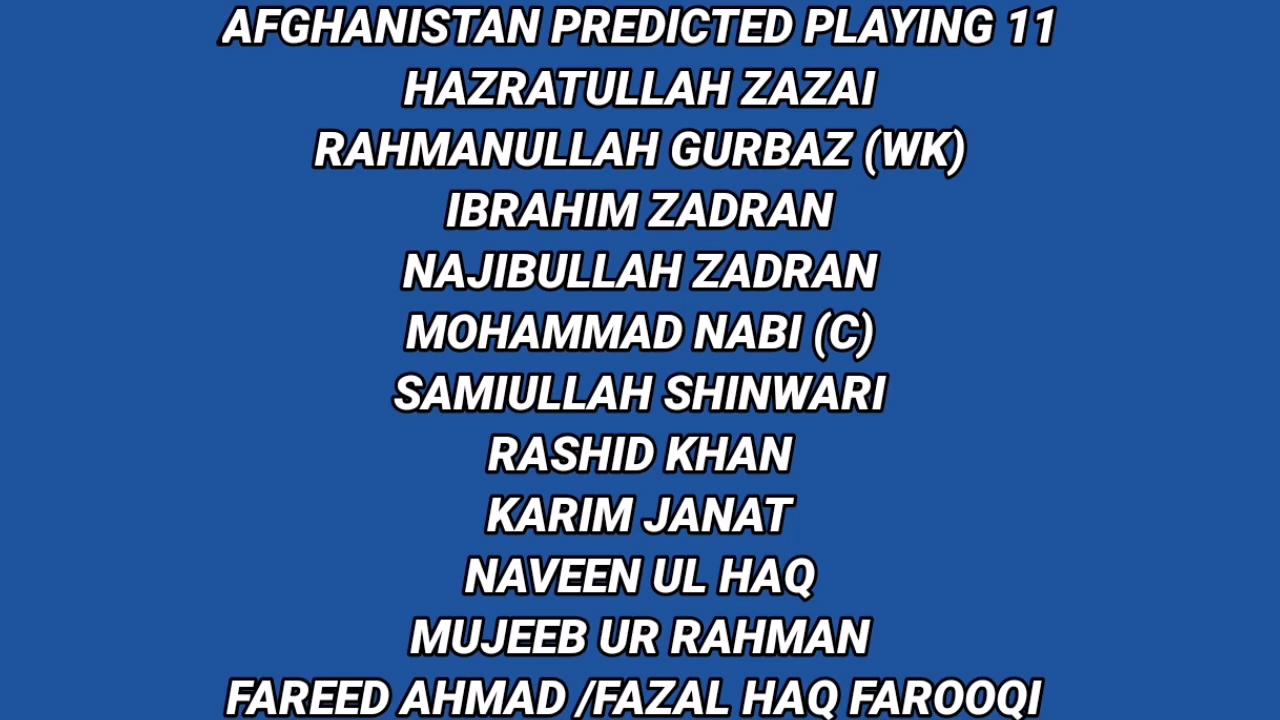 AFGHANISTAN PREDICTED PLAYING 11
HAZRATULLAH ZAZAI
RAHMANULLAH GURBAZ (WK)
IBRAHIM ZADRAN
NAJIBULLAH ZADRAN
MOHAMMAD NABI (C)
SAMIULLAH SHINWARI
RASHID KHAN
KARIM JANAT
NAVEEN UL HAQ
MUJEEB UR RAHMAN
FAREED AHMAD /FAZAL HAQ FAROOQI